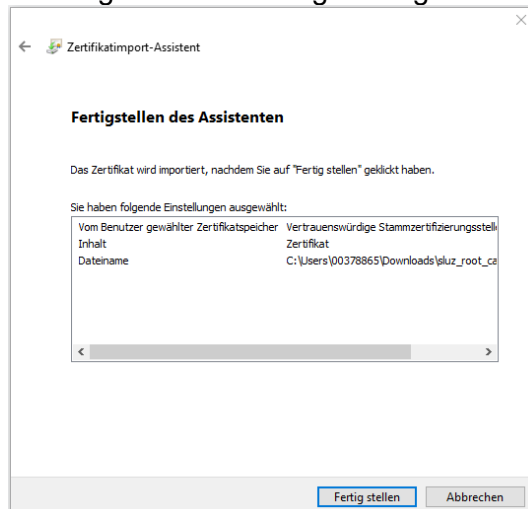 Zertifikatimport-Assistent
Fertigstellen des Assistenten
Das Zertifikat wird importiert, nachdem Sie auf "Fertig stellen" geklickt haben.
Sie haben folgende Einstellungen ausgewählt:
Vom Benutzer gewählter Zertifikatspeicher Vertrauenswürdige Stammzertifizierungsstell
Inhalt Zertifikat
Dateiname C:\Users\00378865\Downloads\sluz_root_ca
Fertig stellen Abbrechen